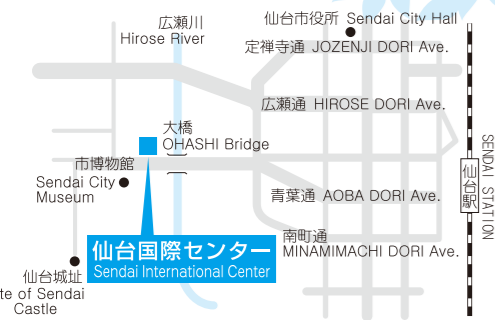 広瀬川
Hirose River
仙台市役所 Sendai City Hall
定禅寺通 JOZENJI DORI Ave.
広瀬通 HIROSE DORI Ave.
大橋
OHASHI Bridge
市博物館
Sendai City
Museum
青葉通 AOBA DORI Ave.
仙台駅
SENDAI STATION
南町通
MINAMIMACHI DORI Ave.
仙台国際センター
Sendai International Center
仙台城址
te of Sendai
Castle